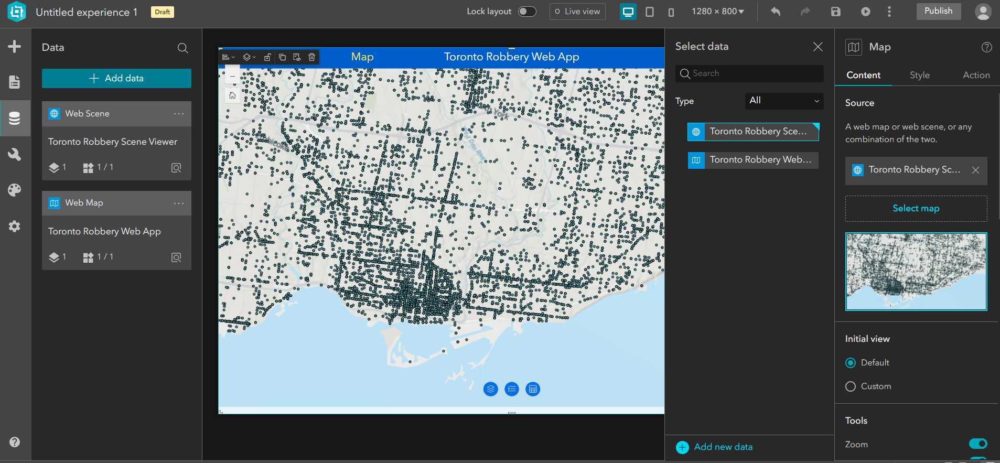 Untitled experience 1
Draft
Lock layout
Live view
1280 × 800
Publish
Data
Add data
Web Scene
Toronto Robbery Scene Viewer
1
1 / 1
Web Map
Toronto Robbery Web App
1
1 / 1
Map
Toronto Robbery Web App
Select data
Search
Type
All
Toronto Robbery Sce...
Toronto Robbery Web...
Add new data
Map
Content
Style
Action
Source
A web map or web scene, or any
combination of the two.
Toronto Robbery Sc...
Select map
Initial view
Default
Custom
Tools
Zoom